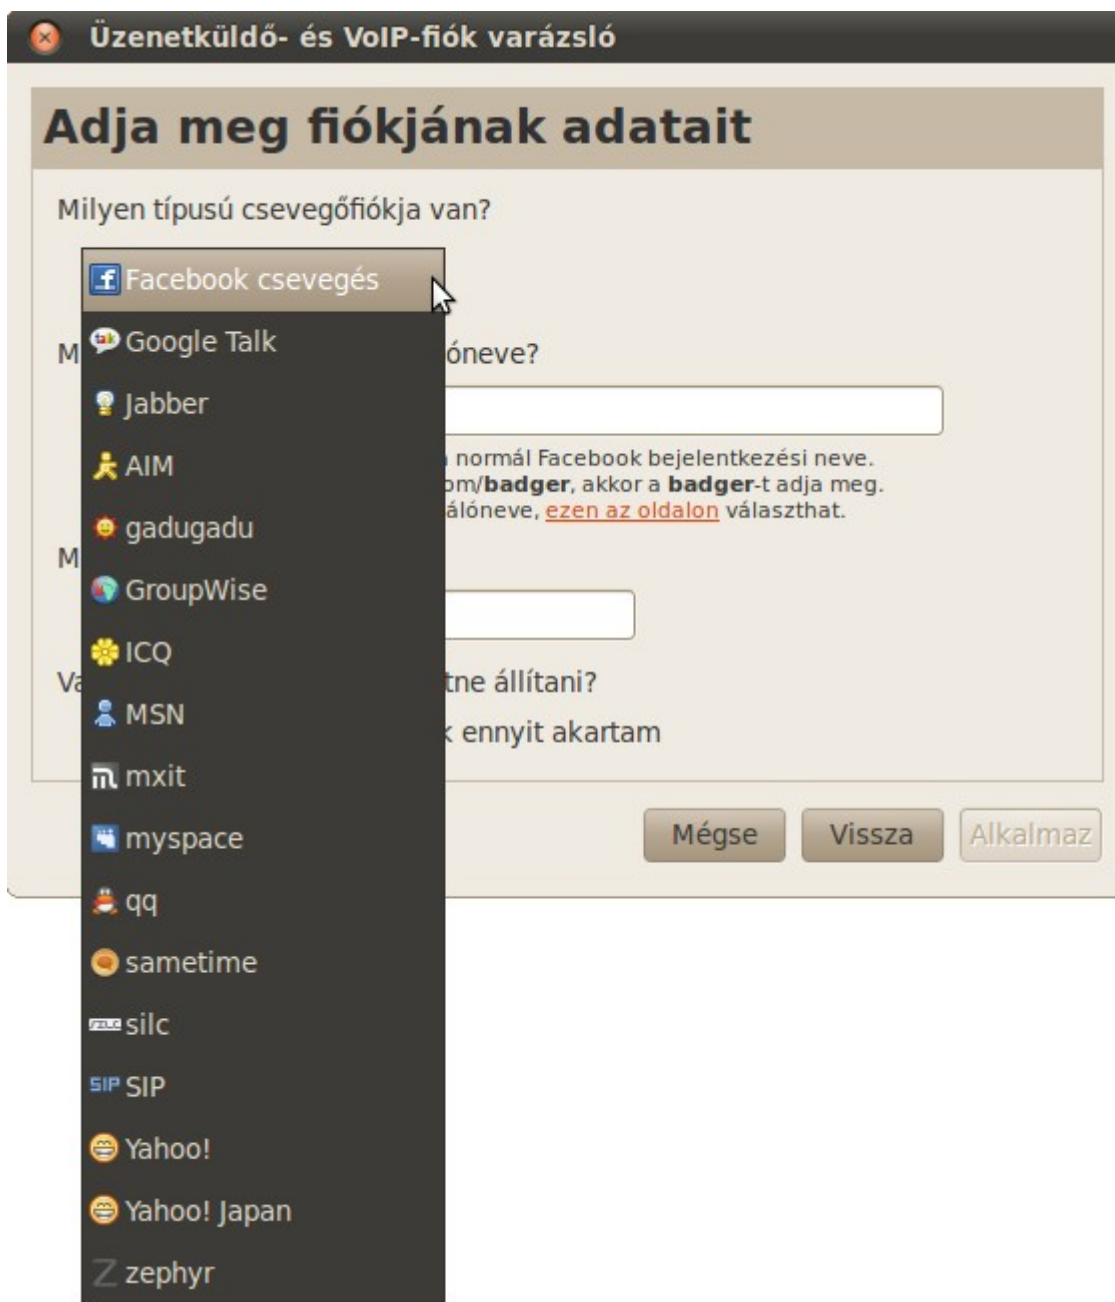 Üzenetküldő- és VoIP-fiók varázsló
Adja meg fiókjának adatait
Milyen típusú csevegőfiókja van?
Facebook csevegés
Google Talk
M
óneve?
Jabber
AIM
normál Facebook bejelentkezési neve.
om/badger, akkor a badger-t adja meg.
álóneve, ezen az oldalon választhat.
gadugadu
M
GroupWise
ICQ
Va
tne állítani?
MSN
k ennyit akartam
mxit
myspace
Mégse
Vissza
Alkalmaz
qq
sametime
silc
SIP SIP
Yahoo!
Yahoo! Japan
zephyr